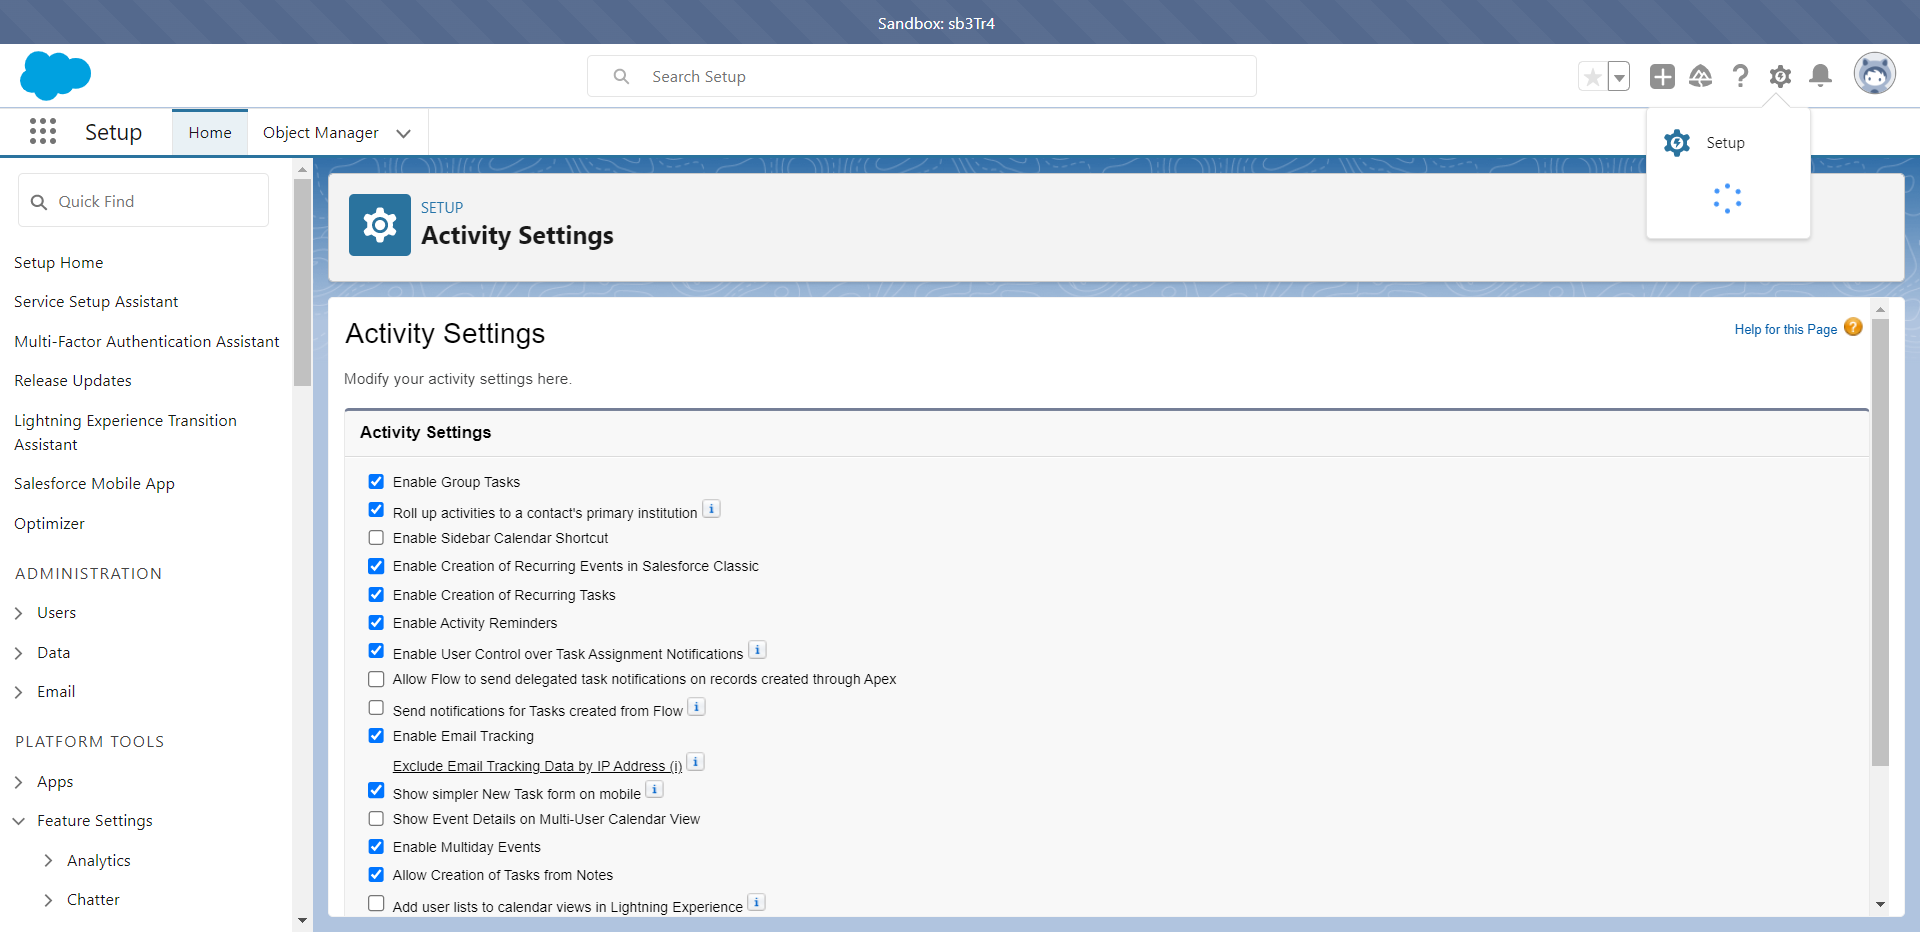 Sandbox: sb3Tr4
Search Setup
Setup
Home
Object Manager
Setup
Quick Find
Setup Home
Service Setup Assistant
Multi-Factor Authentication Assistant
Release Updates
Lightning Experience Transition
Assistant
Salesforce Mobile App
Optimizer
ADMINISTRATION
Users
Data
Email
PLATFORM TOOLS
Apps
Feature Settings
Analytics
Chatter
SETUP
Activity Settings
Activity Settings
Help for this Page
Modify your activity settings here.
Activity Settings
Enable Group Tasks
Roll up activities to a contact's primary institution
Enable Sidebar Calendar Shortcut
Enable Creation of Recurring Events in Salesforce Classic
Enable Creation of Recurring Tasks
Enable Activity Reminders
Enable User Control over Task Assignment Notifications
Allow Flow to send delegated task notifications on records created through Apex
Send notifications for Tasks created from Flow
Enable Email Tracking
Exclude Email Tracking Data by IP Address (i)
Show simpler New Task form on mobile
Show Event Details on Multi-User Calendar View
Enable Multiday Events
Allow Creation of Tasks from Notes
Add user lists to calendar views in Lightning Experience